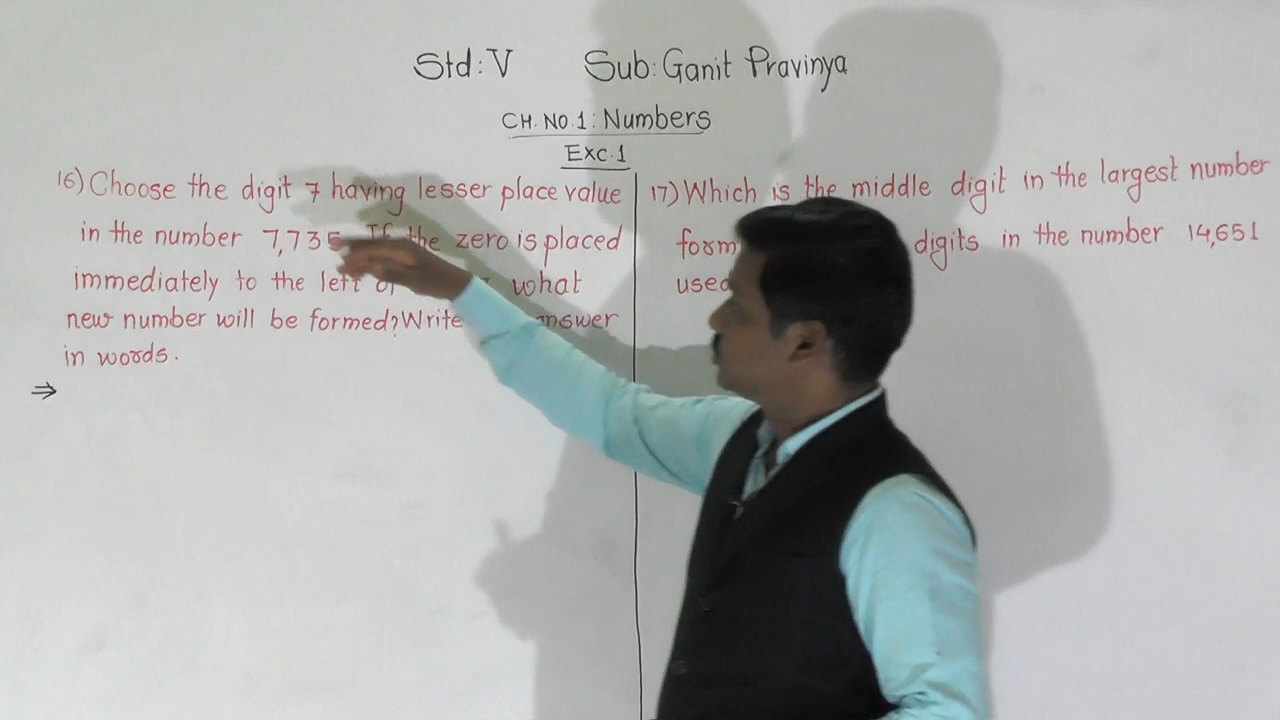 Std: V Sub: Ganit Pravinya
CH. NO. 1: Numbers
Exc. 1
16) Choose the digit 7 having lesser place value
in the number 7,735 If the zero is placed
immediately to the left of what
new number will be formed? Write answer
in words.
⇒
17) Which is the middle digit in the largest number
digits in the number 14,651